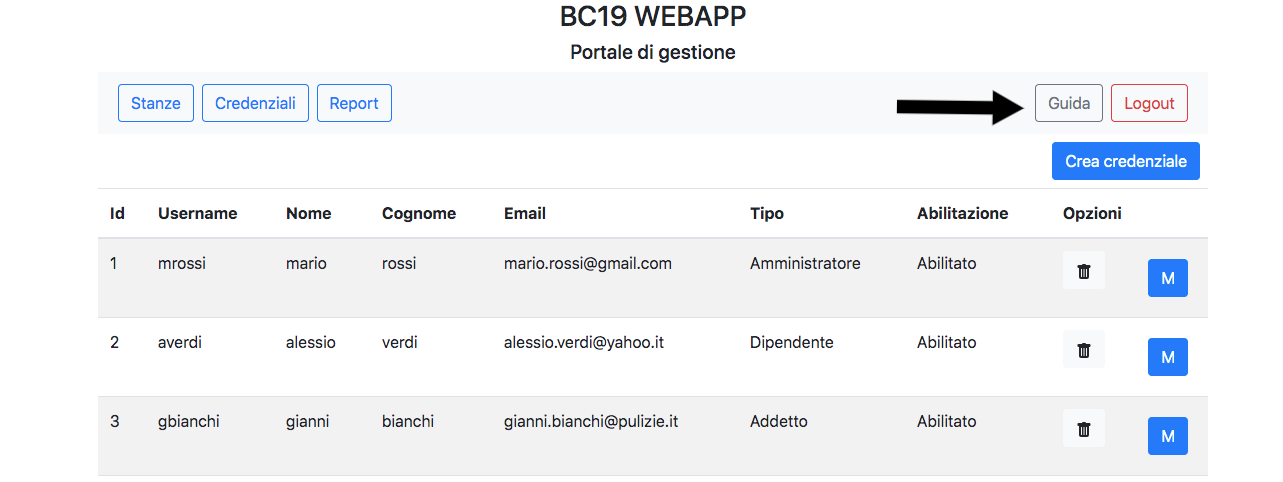 BC19 WEBAPP
Portale di gestione
Stanze Credenziali Report Guida Logout
Crea credenziale
Id Username Nome Cognome Email Tipo Abilitazione Opzioni
1 mrossi mario rossi mario.rossi@gmail.com Amministratore Abilitato M
2 averdi alessio verdi alessio.verdi@yahoo.it Dipendente Abilitato M
3 gbianchi gianni bianchi gianni.bianchi@pulizie.it Addetto Abilitato M